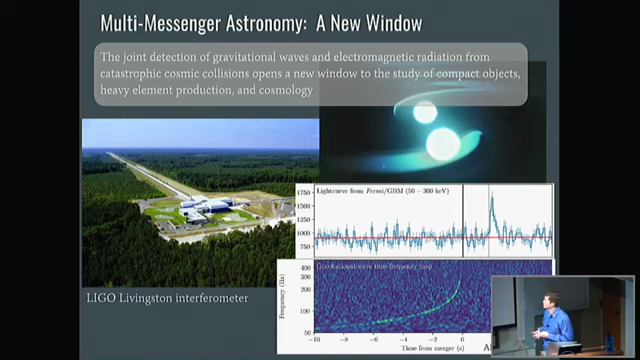 Multi-Messenger Astronomy: A New Window
The joint detection of gravitational waves and electromagnetic radiation from
catastrophic cosmic collisions opens a new window to the study of compact objects,
heavy element production, and cosmology
Lightcurve from Fermi/GBM (50 – 300 keV)
1750
1500
1250
1000
750
Gravitational-wave time-frequency map
400
300
200
100
50
Frequency (Hz)
-10
-8
-6
-4
-2
0
Time from merger (s)
LIGO Livingston interferometer